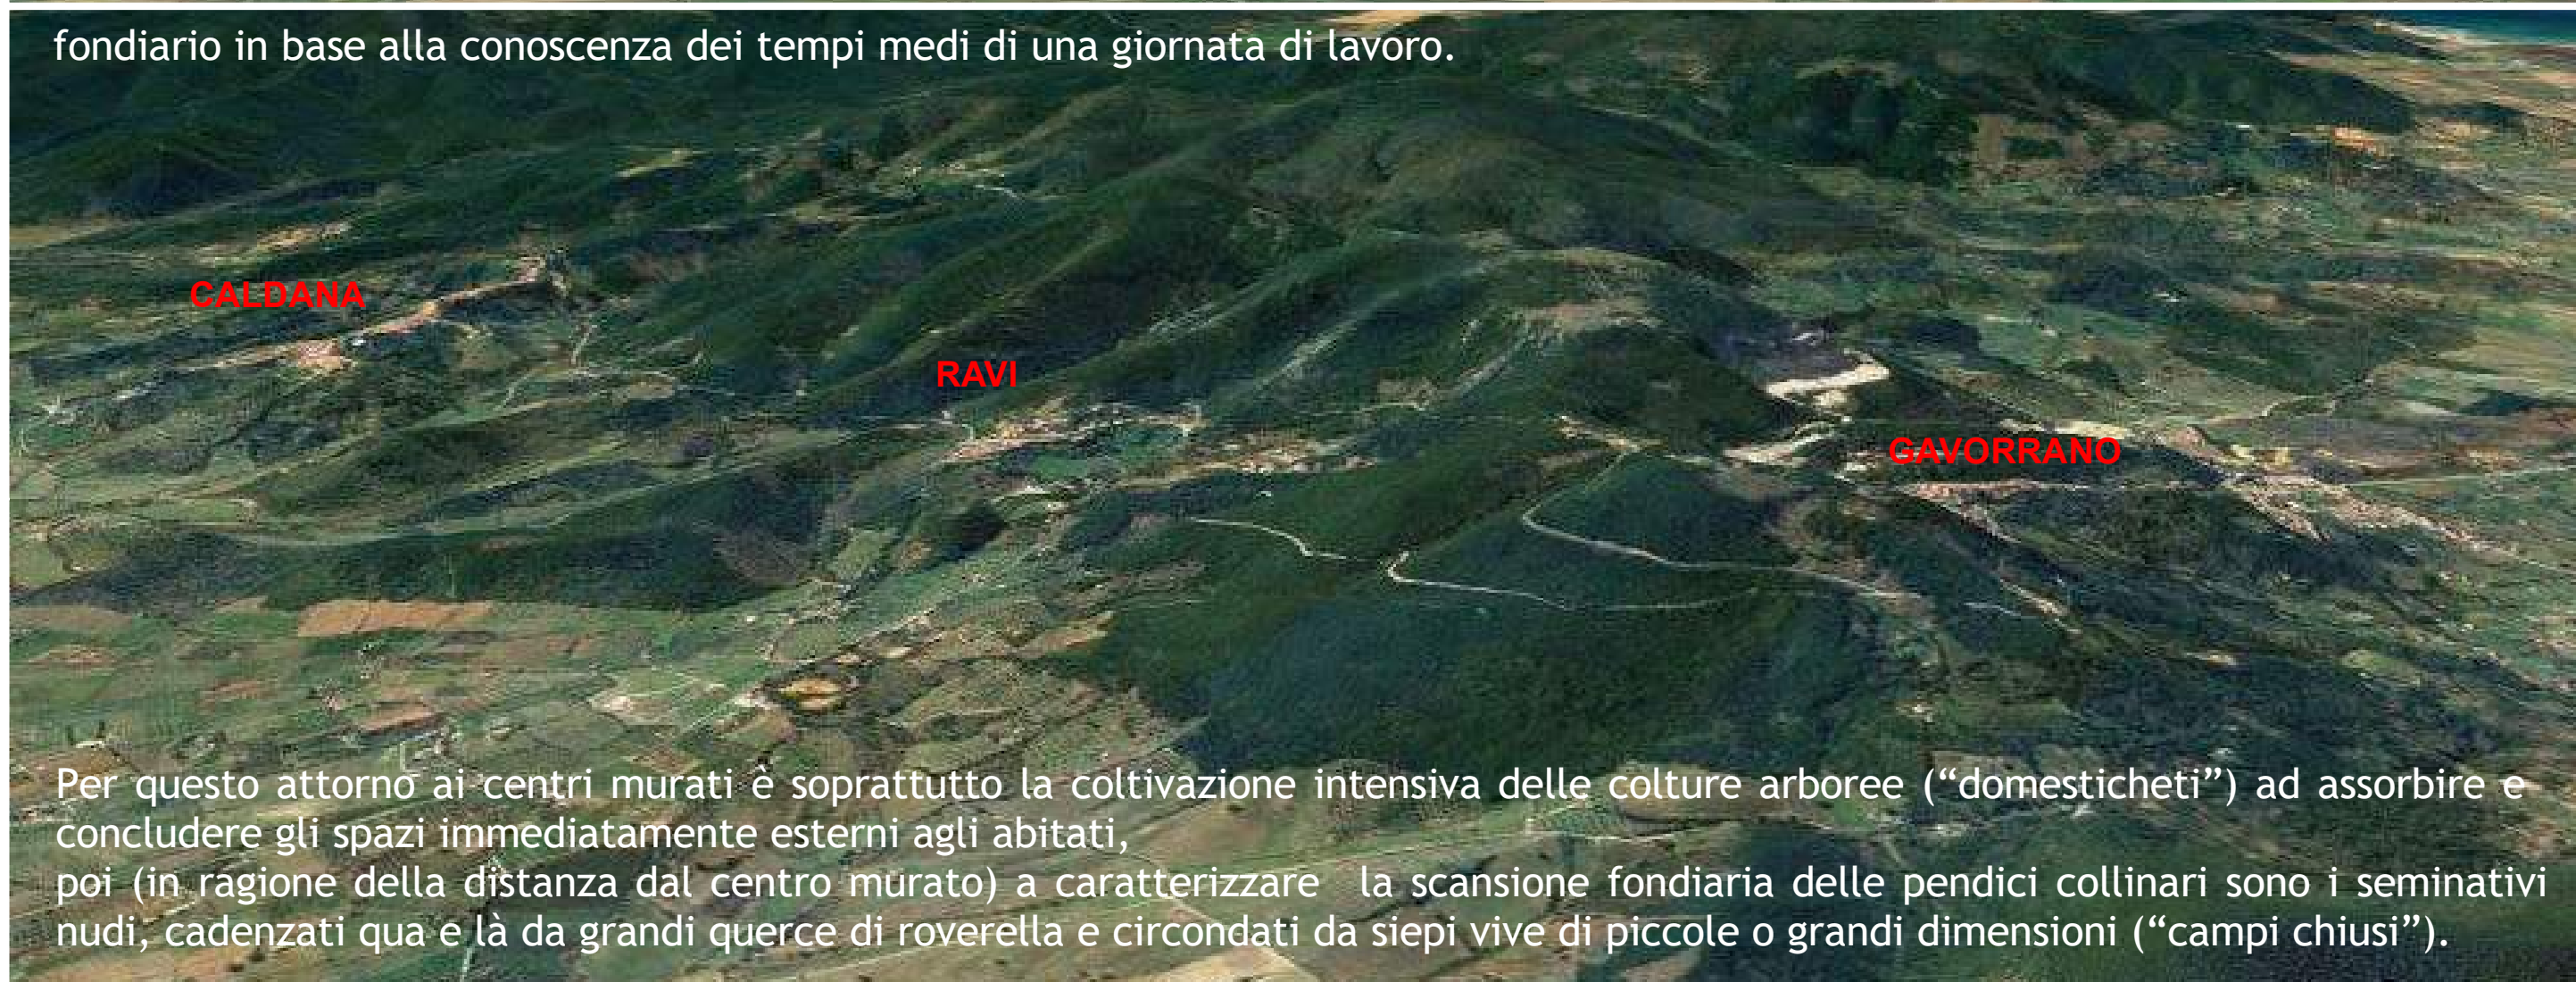 fondiario in base alla conoscenza dei tempi medi di una giornata di lavoro.
CALDANA
RAVI
GAVORRANO
Per questo attorno ai centri murati è soprattutto la coltivazione intensiva delle colture arboree (“domesticheti”) ad assorbire e
concludere gli spazi immediatamente esterni agli abitati,
poi (in ragione della distanza dal centro murato) a caratterizzare la scansione fondiaria delle pendici collinari sono i seminativi
nudi, cadenzati qua e là da grandi querce di roverella e circondati da siepi vive di piccole o grandi dimensioni (“campi chiusi”).